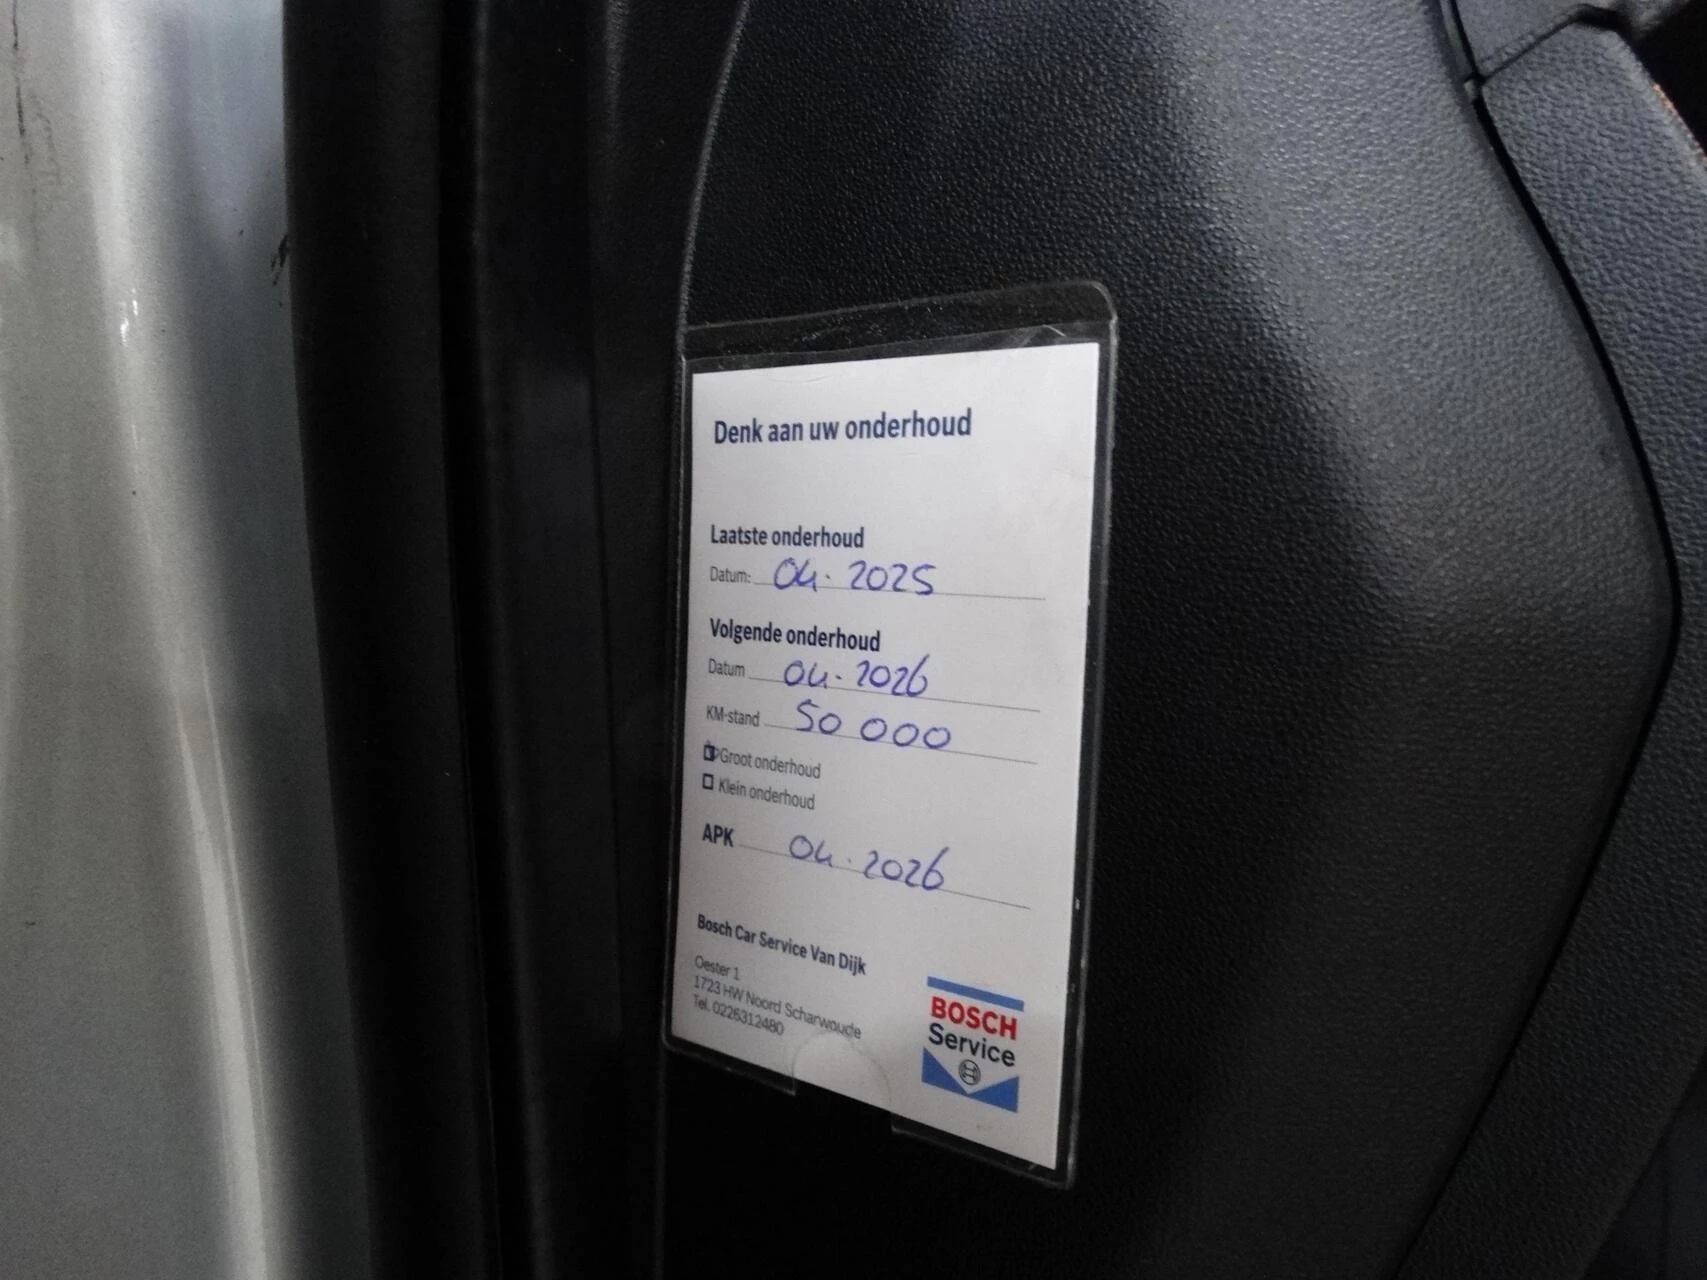 Denk aan uw onderhoud
Laatste onderhoud
Datum: 04. 2025
Volgende onderhoud
Datum 04. 2026
KM-stand 50 000
Groot onderhoud
Klein onderhoud
APK 04. 2026
Bosch Car Service Van Dijk
Oester 1
1723 HW Noord Scharwoude
Tel. 0226312480
BOSCH
Service